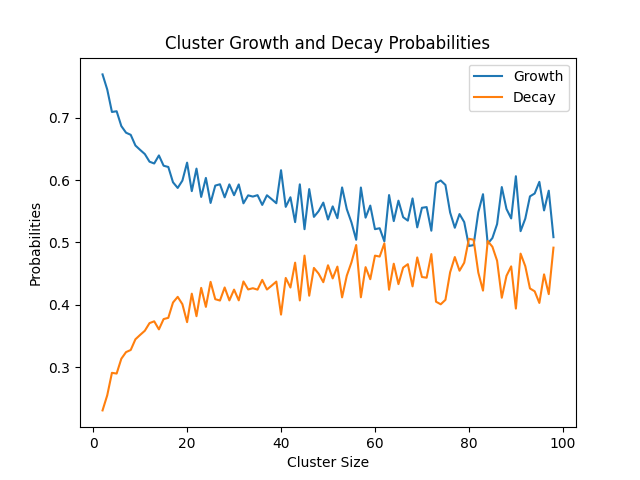 Cluster Growth and Decay Probabilities
Growth
Decay
Probabilities
0.7
0.6
0.5
0.4
0.3
0
20
40
60
80
100
Cluster Size